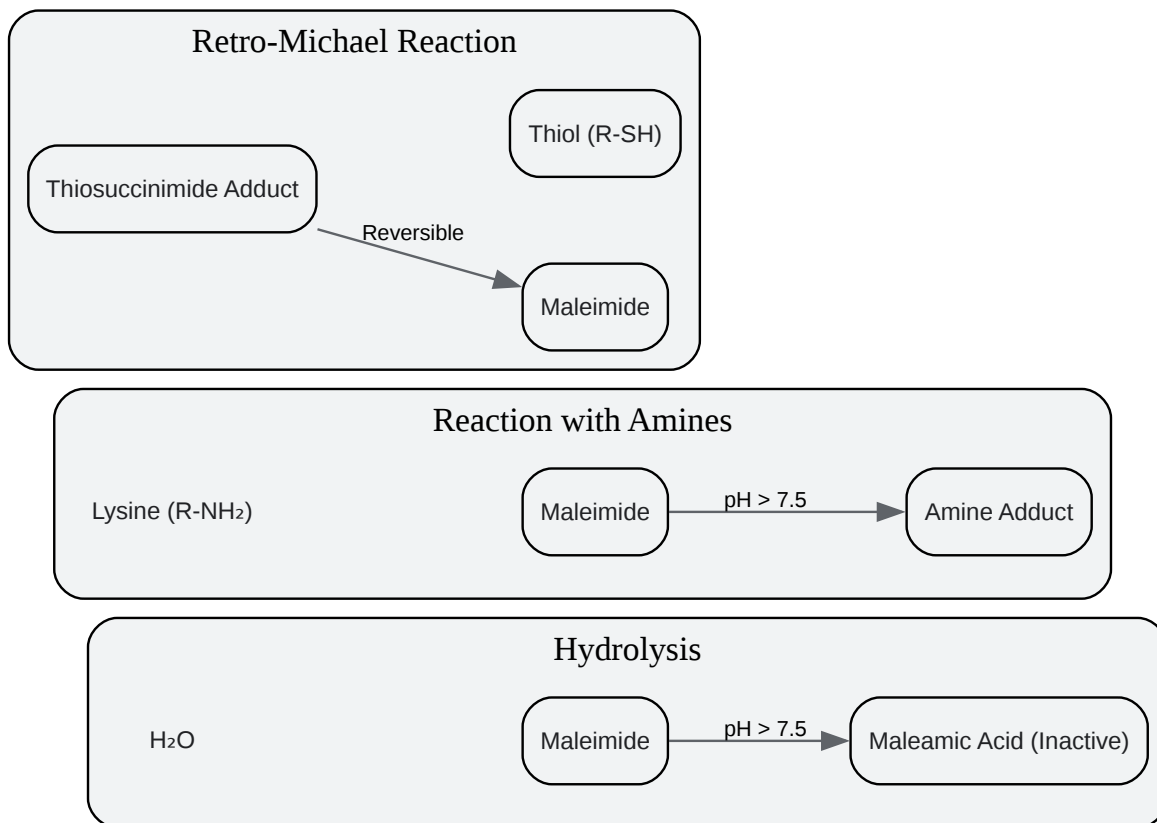 Retro-Michael Reaction
Thiol (R-SH)
Thiosuccinimide Adduct
Reversible
Maleimide
Reaction with Amines
Lysine (R-NH₂)
Maleimide
pH > 7.5
Amine Adduct
Hydrolysis
H₂O
Maleimide
pH > 7.5
Maleamic Acid (Inactive)